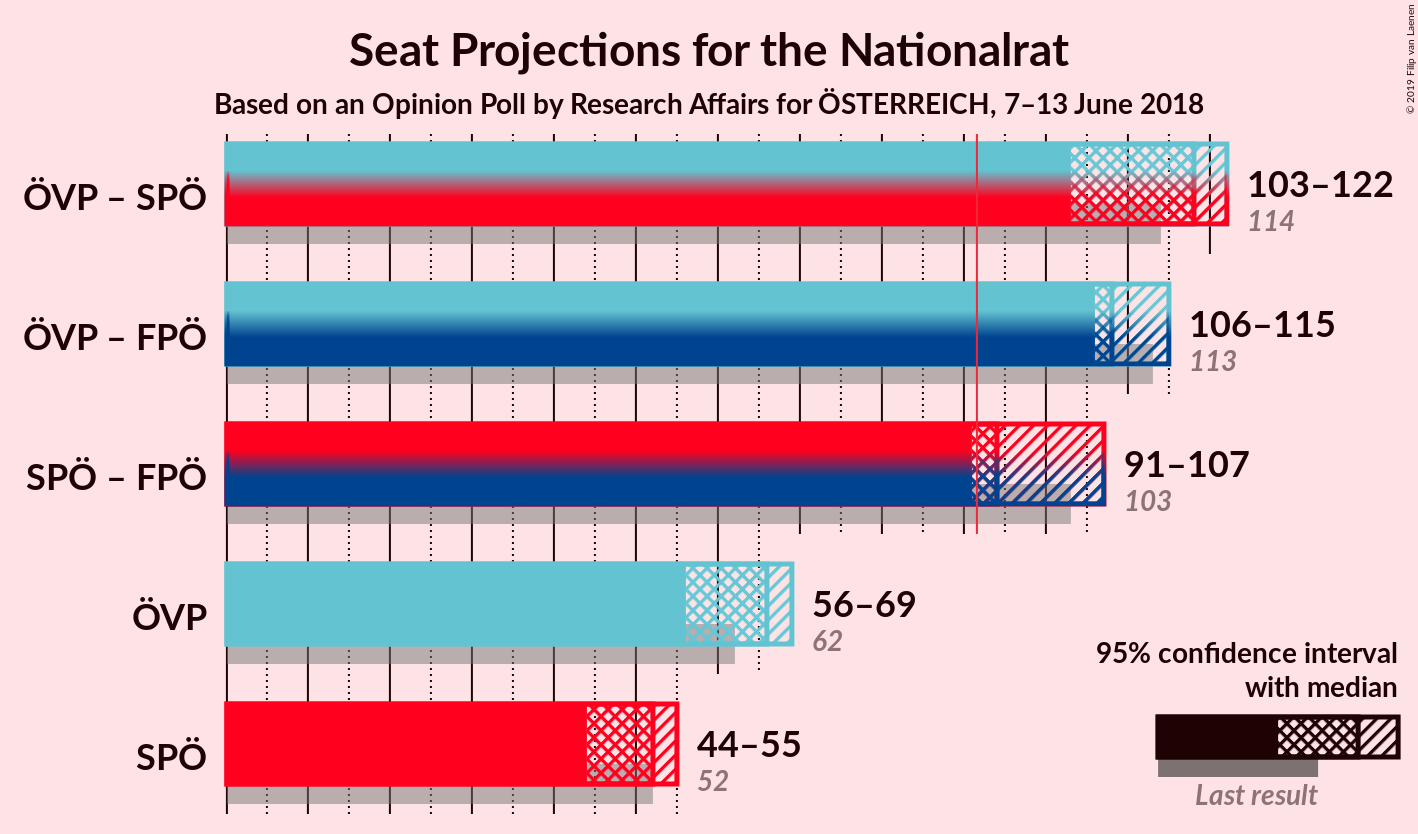 Seat Projections for the Nationalrat
Based on an Opinion Poll by Research Affairs for ÖSTERREICH, 7–13 June 2018
© 2019 Filip van Laenen
ÖVP – SPÖ
103–122
114
ÖVP – FPÖ
106–115
113
SPÖ – FPÖ
91–107
103
ÖVP
56–69
62
SPÖ
44–55
52
95% confidence interval
with median
Last result